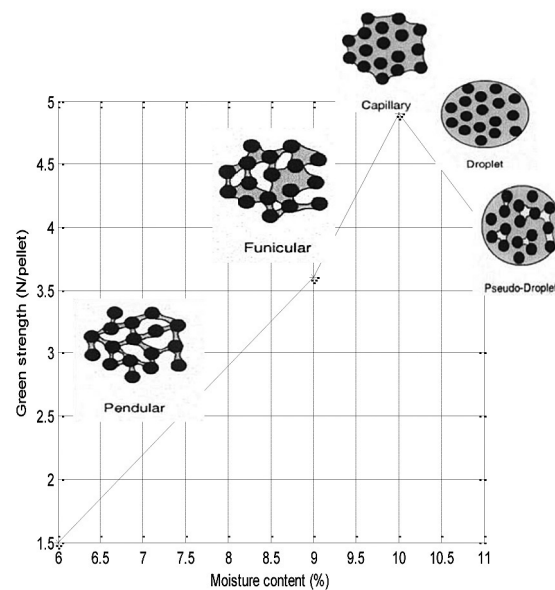 Capillary
Droplet
Pseudo-Droplet
Funicular
Pendular
Green strength (N/pellet)
5
4.5
4
3.5
3
2.5
2
1.5
6 6.5 7 7.5 8 8.5 9 9.5 10 10.5 11
Moisture content (%)